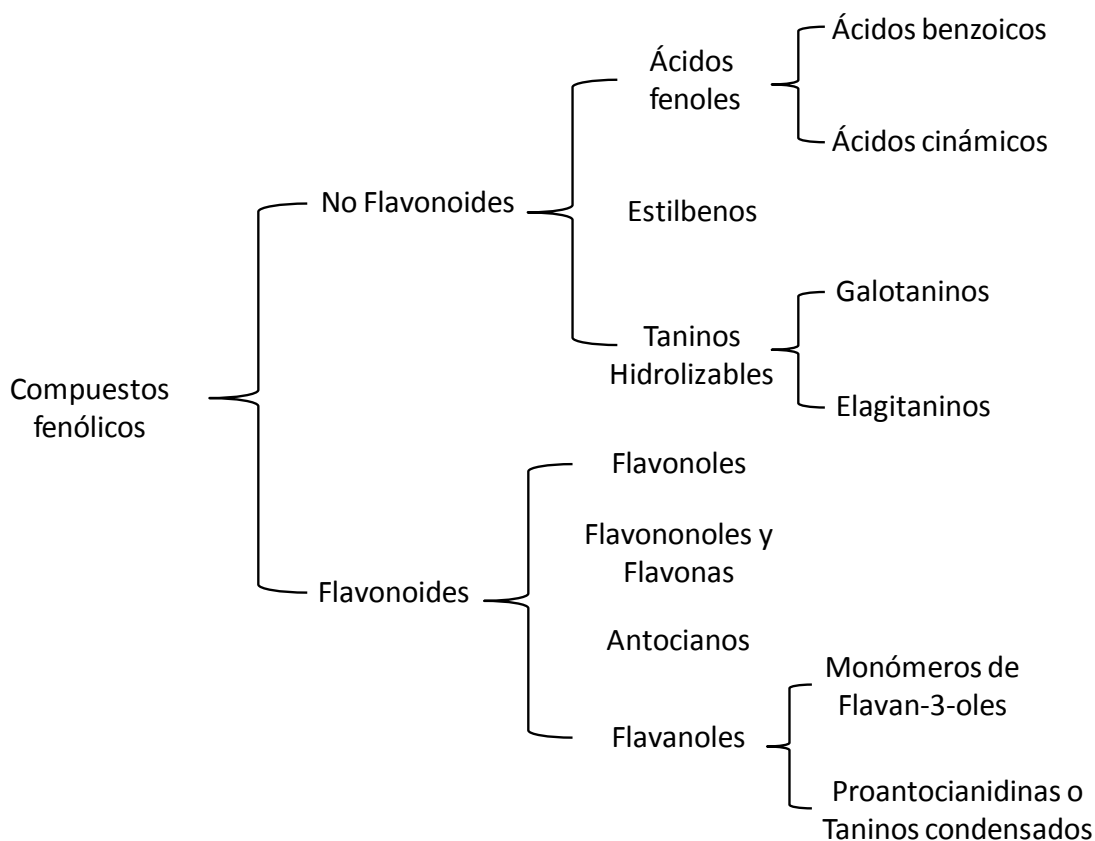 Compuestos
fenólicos
No Flavonoides
Ácidos
fenoles
Ácidos benzoicos
Ácidos cinámicos
Estilbenos
Taninos
Hidrolizables
Galotaninos
Elagitaninos
Flavonoides
Flavonoles
Flavononoles y
Flavonas
Antocianos
Flavanoles
Monómeros de
Flavan-3-oles
Proantocianidinas o
Taninos condensados